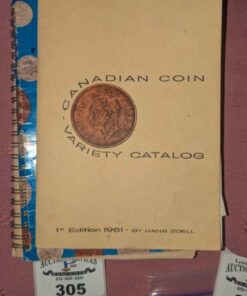 CANADIAN COIN
VARIETY CATALOG
1st Edition 1961 · BY HANS ZOELL
305